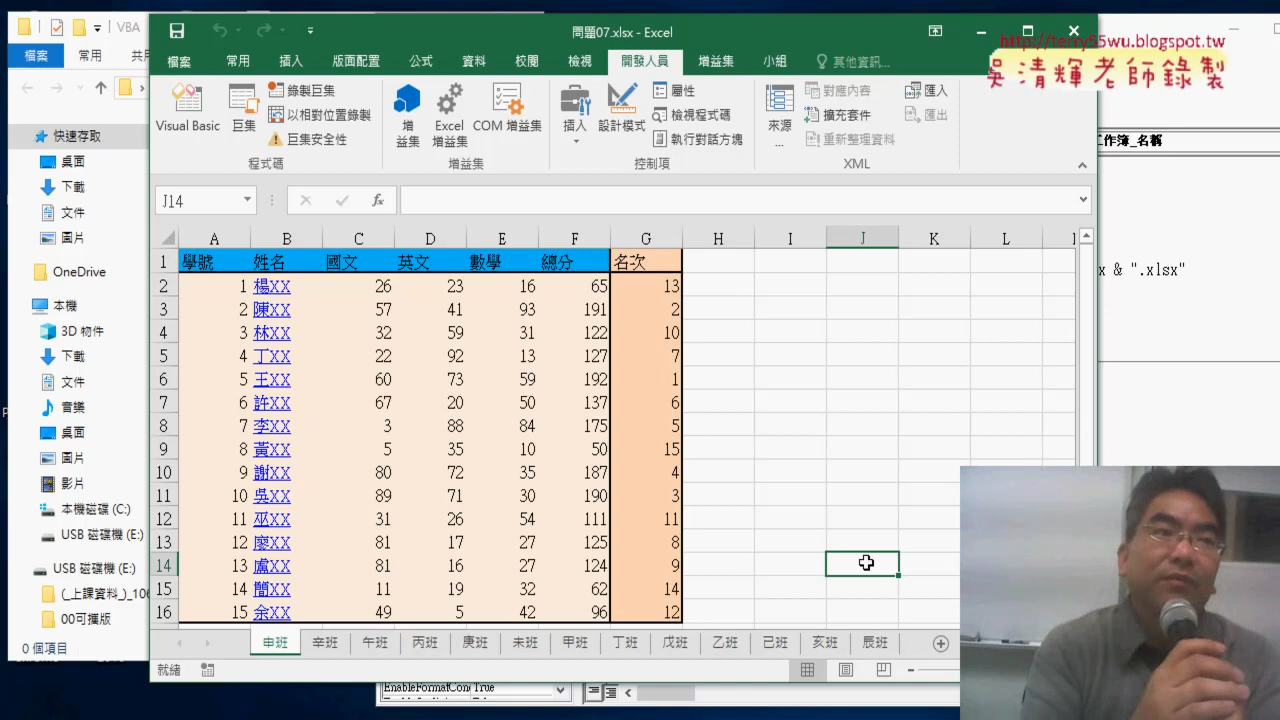 VBA
問題07.xlsx - Excel
http://terry55wu.blogspot.tw
吳清輝老師錄製
檔案 常用 共用
檔案 常用 插入 版面配置 公式 資料 校閱 檢視 開發人員 增益集 小組 其他資訊...
Visual Basic 巨集 錄製巨集 以相對位置錄製 巨集安全性 程式碼
增益集 Excel 增益集 COM 增益集 增益集
插入 設計模式 屬性 檢視程式碼 執行對方塊 控制項
來源... 對應內容 擴充套件 重新整理資料 匯入 匯出 XML
工作簿_名稱
x & ".xlsx"
J14 fx
A B C D E F G H I J K L
1 學號 姓名 國文 英文 數學 總分 名次
2 1 楊XX 26 23 16 65 13
3 2 陳XX 57 41 93 191 2
4 3 林XX 32 59 31 122 10
5 4 丁XX 22 92 13 127 7
6 5 王XX 60 73 59 192 1
7 6 許XX 67 20 50 137 6
8 7 李XX 3 88 84 175 5
9 8 黃XX 5 35 10 50 15
10 9 謝XX 80 72 35 187 4
11 10 吳XX 89 71 30 190 3
12 11 巫XX 31 26 54 111 11
13 12 廖XX 81 17 27 125 8
14 13 盧XX 81 16 27 124 9
15 14 簡XX 11 19 32 62 14
16 15 余XX 49 5 42 96 12
申班 辛班 午班 丙班 庚班 未班 甲班 丁班 戊班 乙班 己班 亥班 辰班
就緒
快速存取
桌面
下載
文件
圖片
OneDrive
本機
3D 物件
下載
文件
音樂
桌面
圖片
影片
本機磁碟 (C:)
USB 磁碟機 (E:)
USB 磁碟機 (E:)
(_上課資料_)_106
00可攜版
0 個項目
EnableFormatCon True